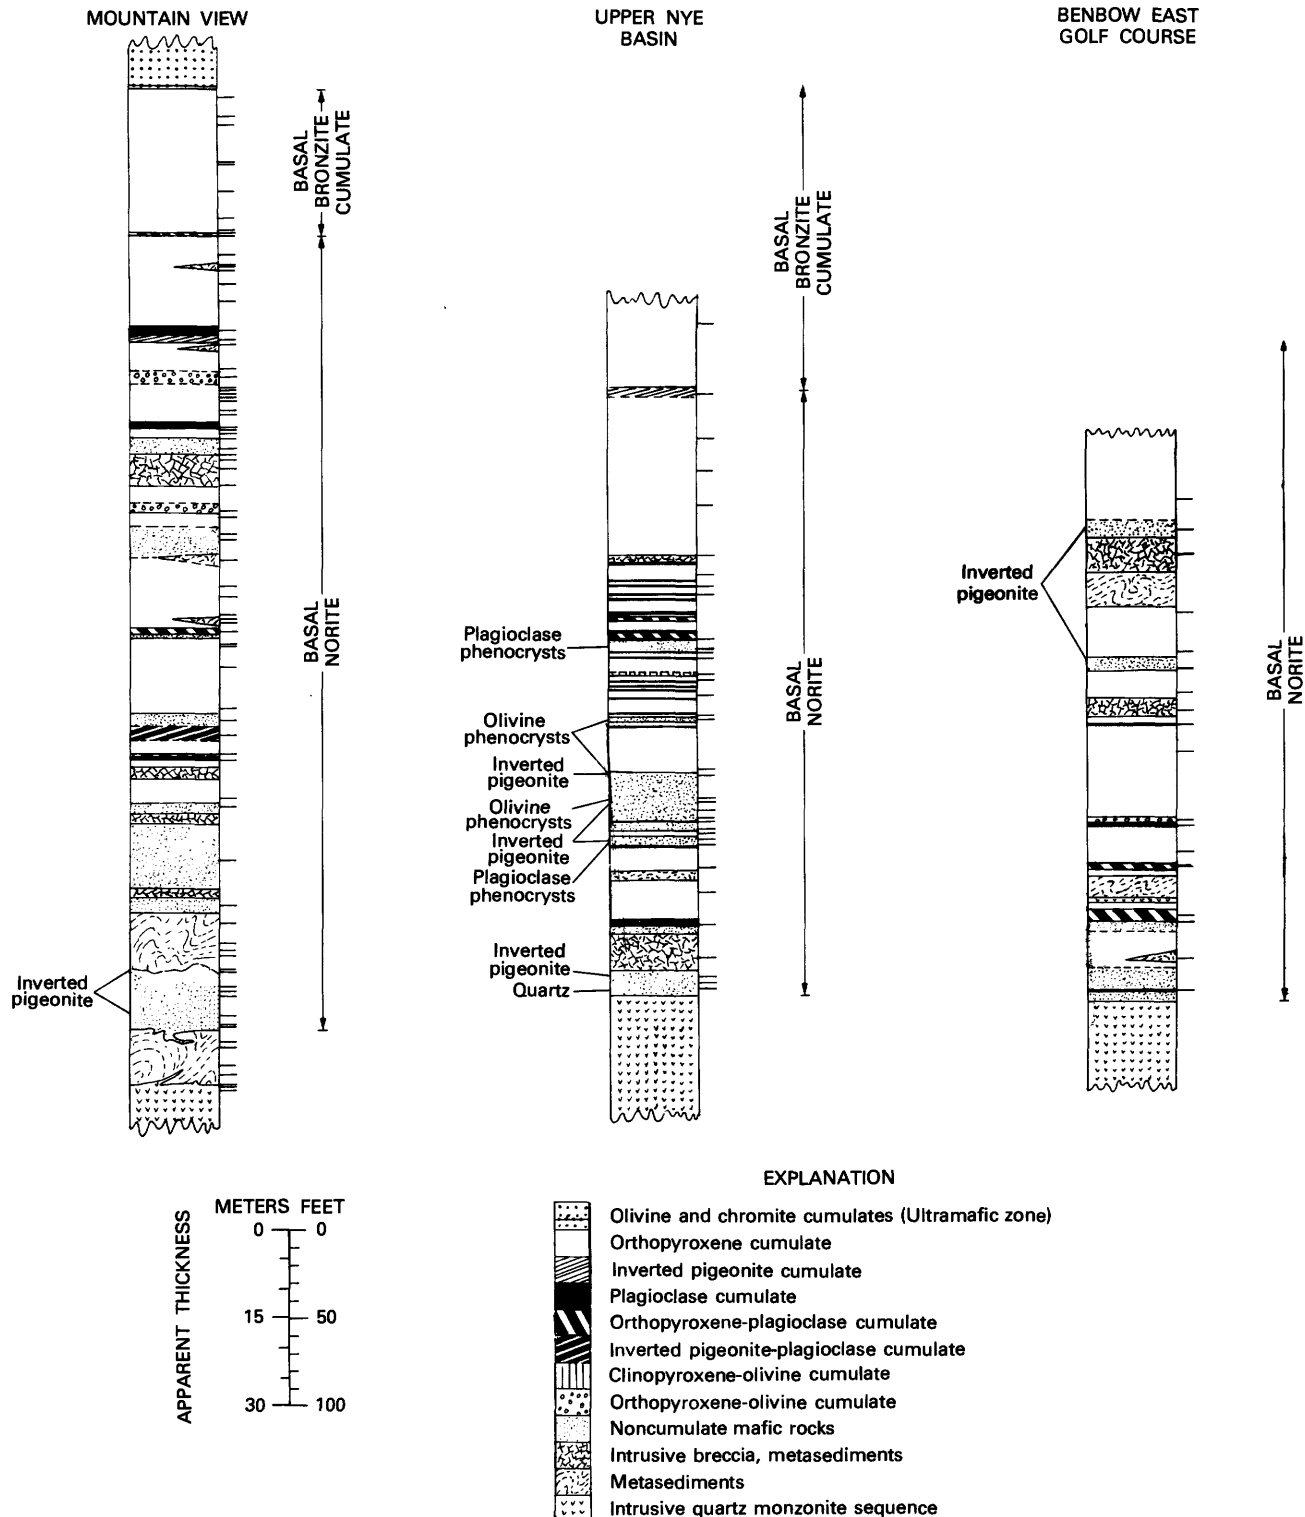 MOUNTAIN VIEW
UPPER NYE
BASIN
BENBOW EAST
GOLF COURSE
BASAL
BRONZITE
CUMULATE
BASAL
NORITE
Inverted
pigeonite
BASAL
BRONZITE
CUMULATE
BASAL
NORITE
Plagioclase
phenocrysts
Olivine
phenocrysts
Inverted
pigeonite
Olivine
phenocrysts
Inverted
pigeonite
Plagioclase
phenocrysts
Inverted
pigeonite
Quartz
Inverted
pigeonite
BASAL
NORITE
APPARENT THICKNESS
METERS FEET
0 0
15 50
30 100
EXPLANATION
Olivine and chromite cumulates (Ultramafic zone)
Orthopyroxene cumulate
Inverted pigeonite cumulate
Plagioclase cumulate
Orthopyroxene-plagioclase cumulate
Inverted pigeonite-plagioclase cumulate
Clinopyroxene-olivine cumulate
Orthopyroxene-olivine cumulate
Noncumulate mafic rocks
Intrusive breccia, metasediments
Metasediments
Intrusive quartz monzonite sequence